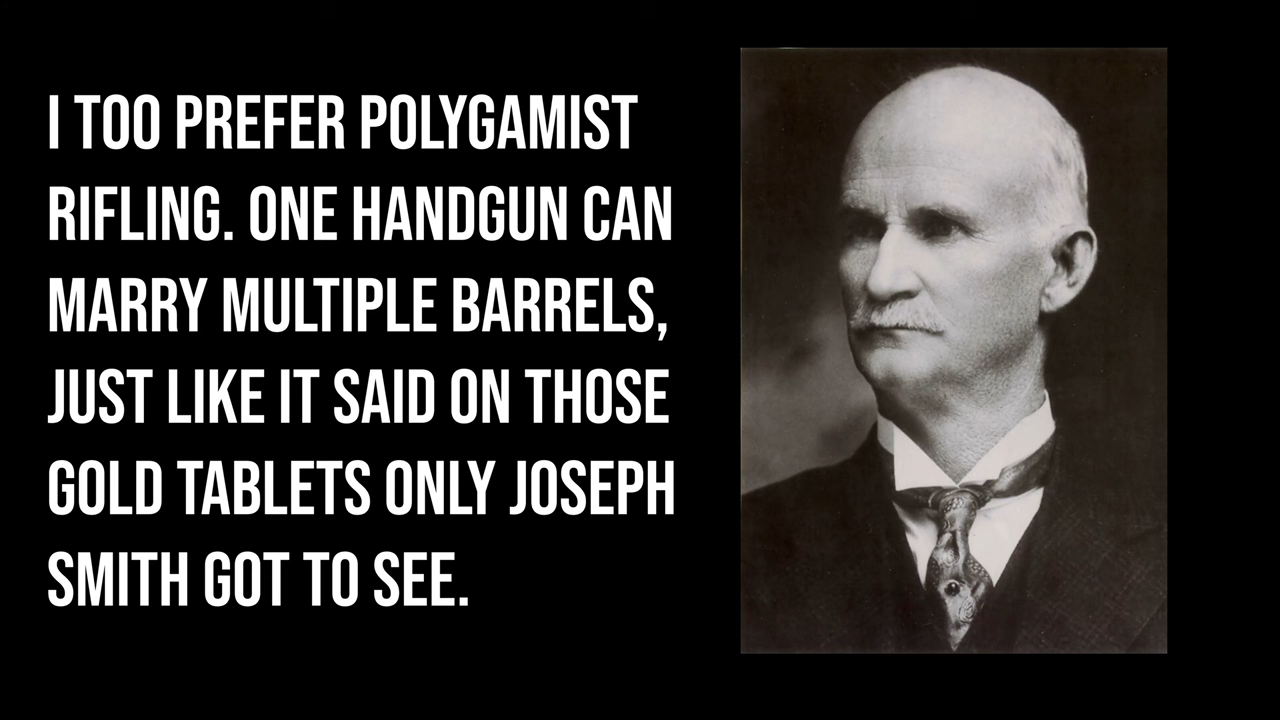 I TOO PREFER POLYGAMIST
RIFLING. ONE HANDGUN CAN
MARRY MULTIPLE BARRELS,
JUST LIKE IT SAID ON THOSE
GOLD TABLETS ONLY JOSEPH
SMITH GOT TO SEE.